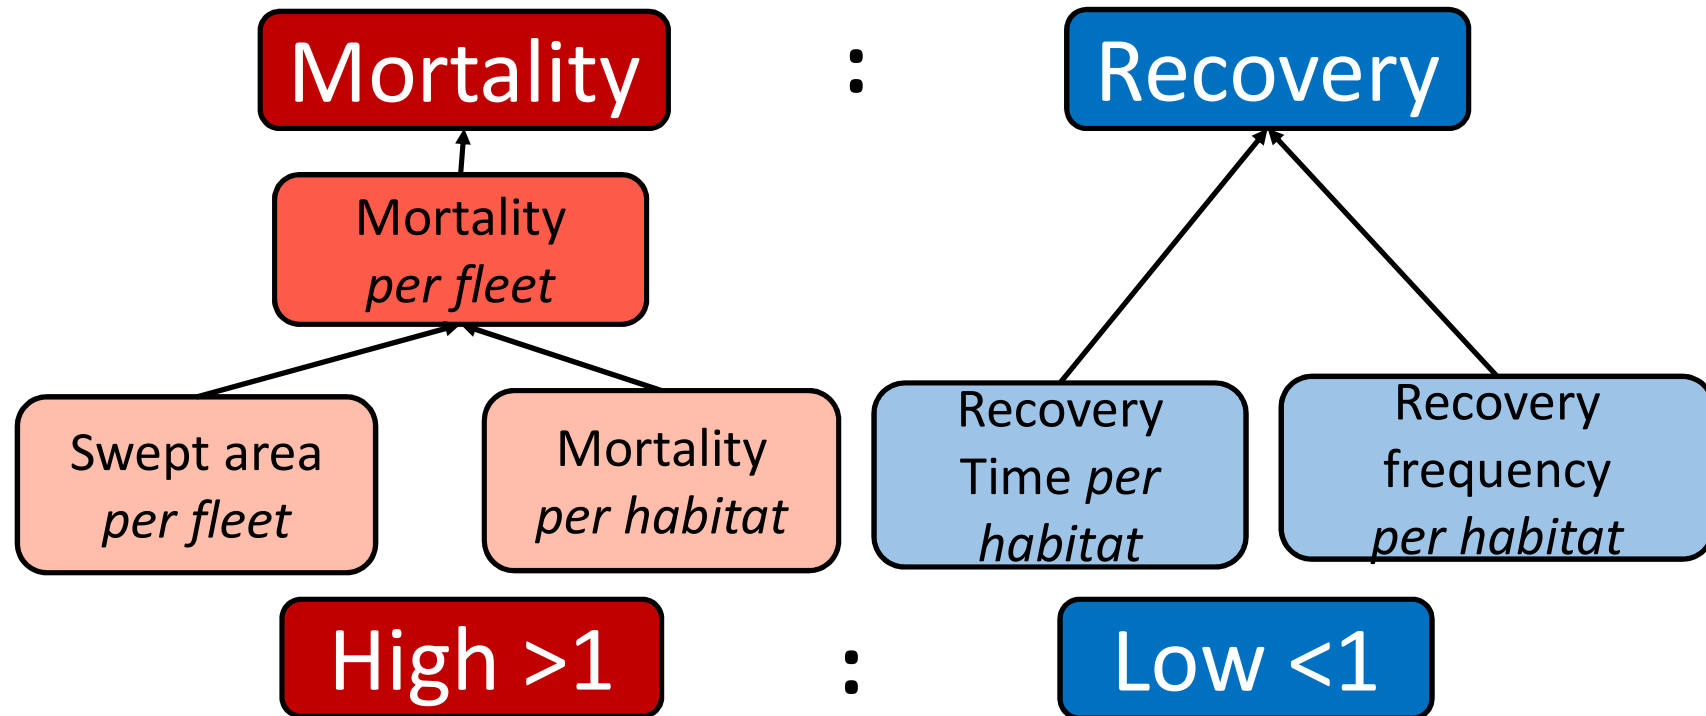 Mortality : Recovery
Mortality
per fleet
Swept area
per fleet
Mortality
per habitat
Recovery
Time per
habitat
Recovery
frequency
per habitat
High >1 : Low <1